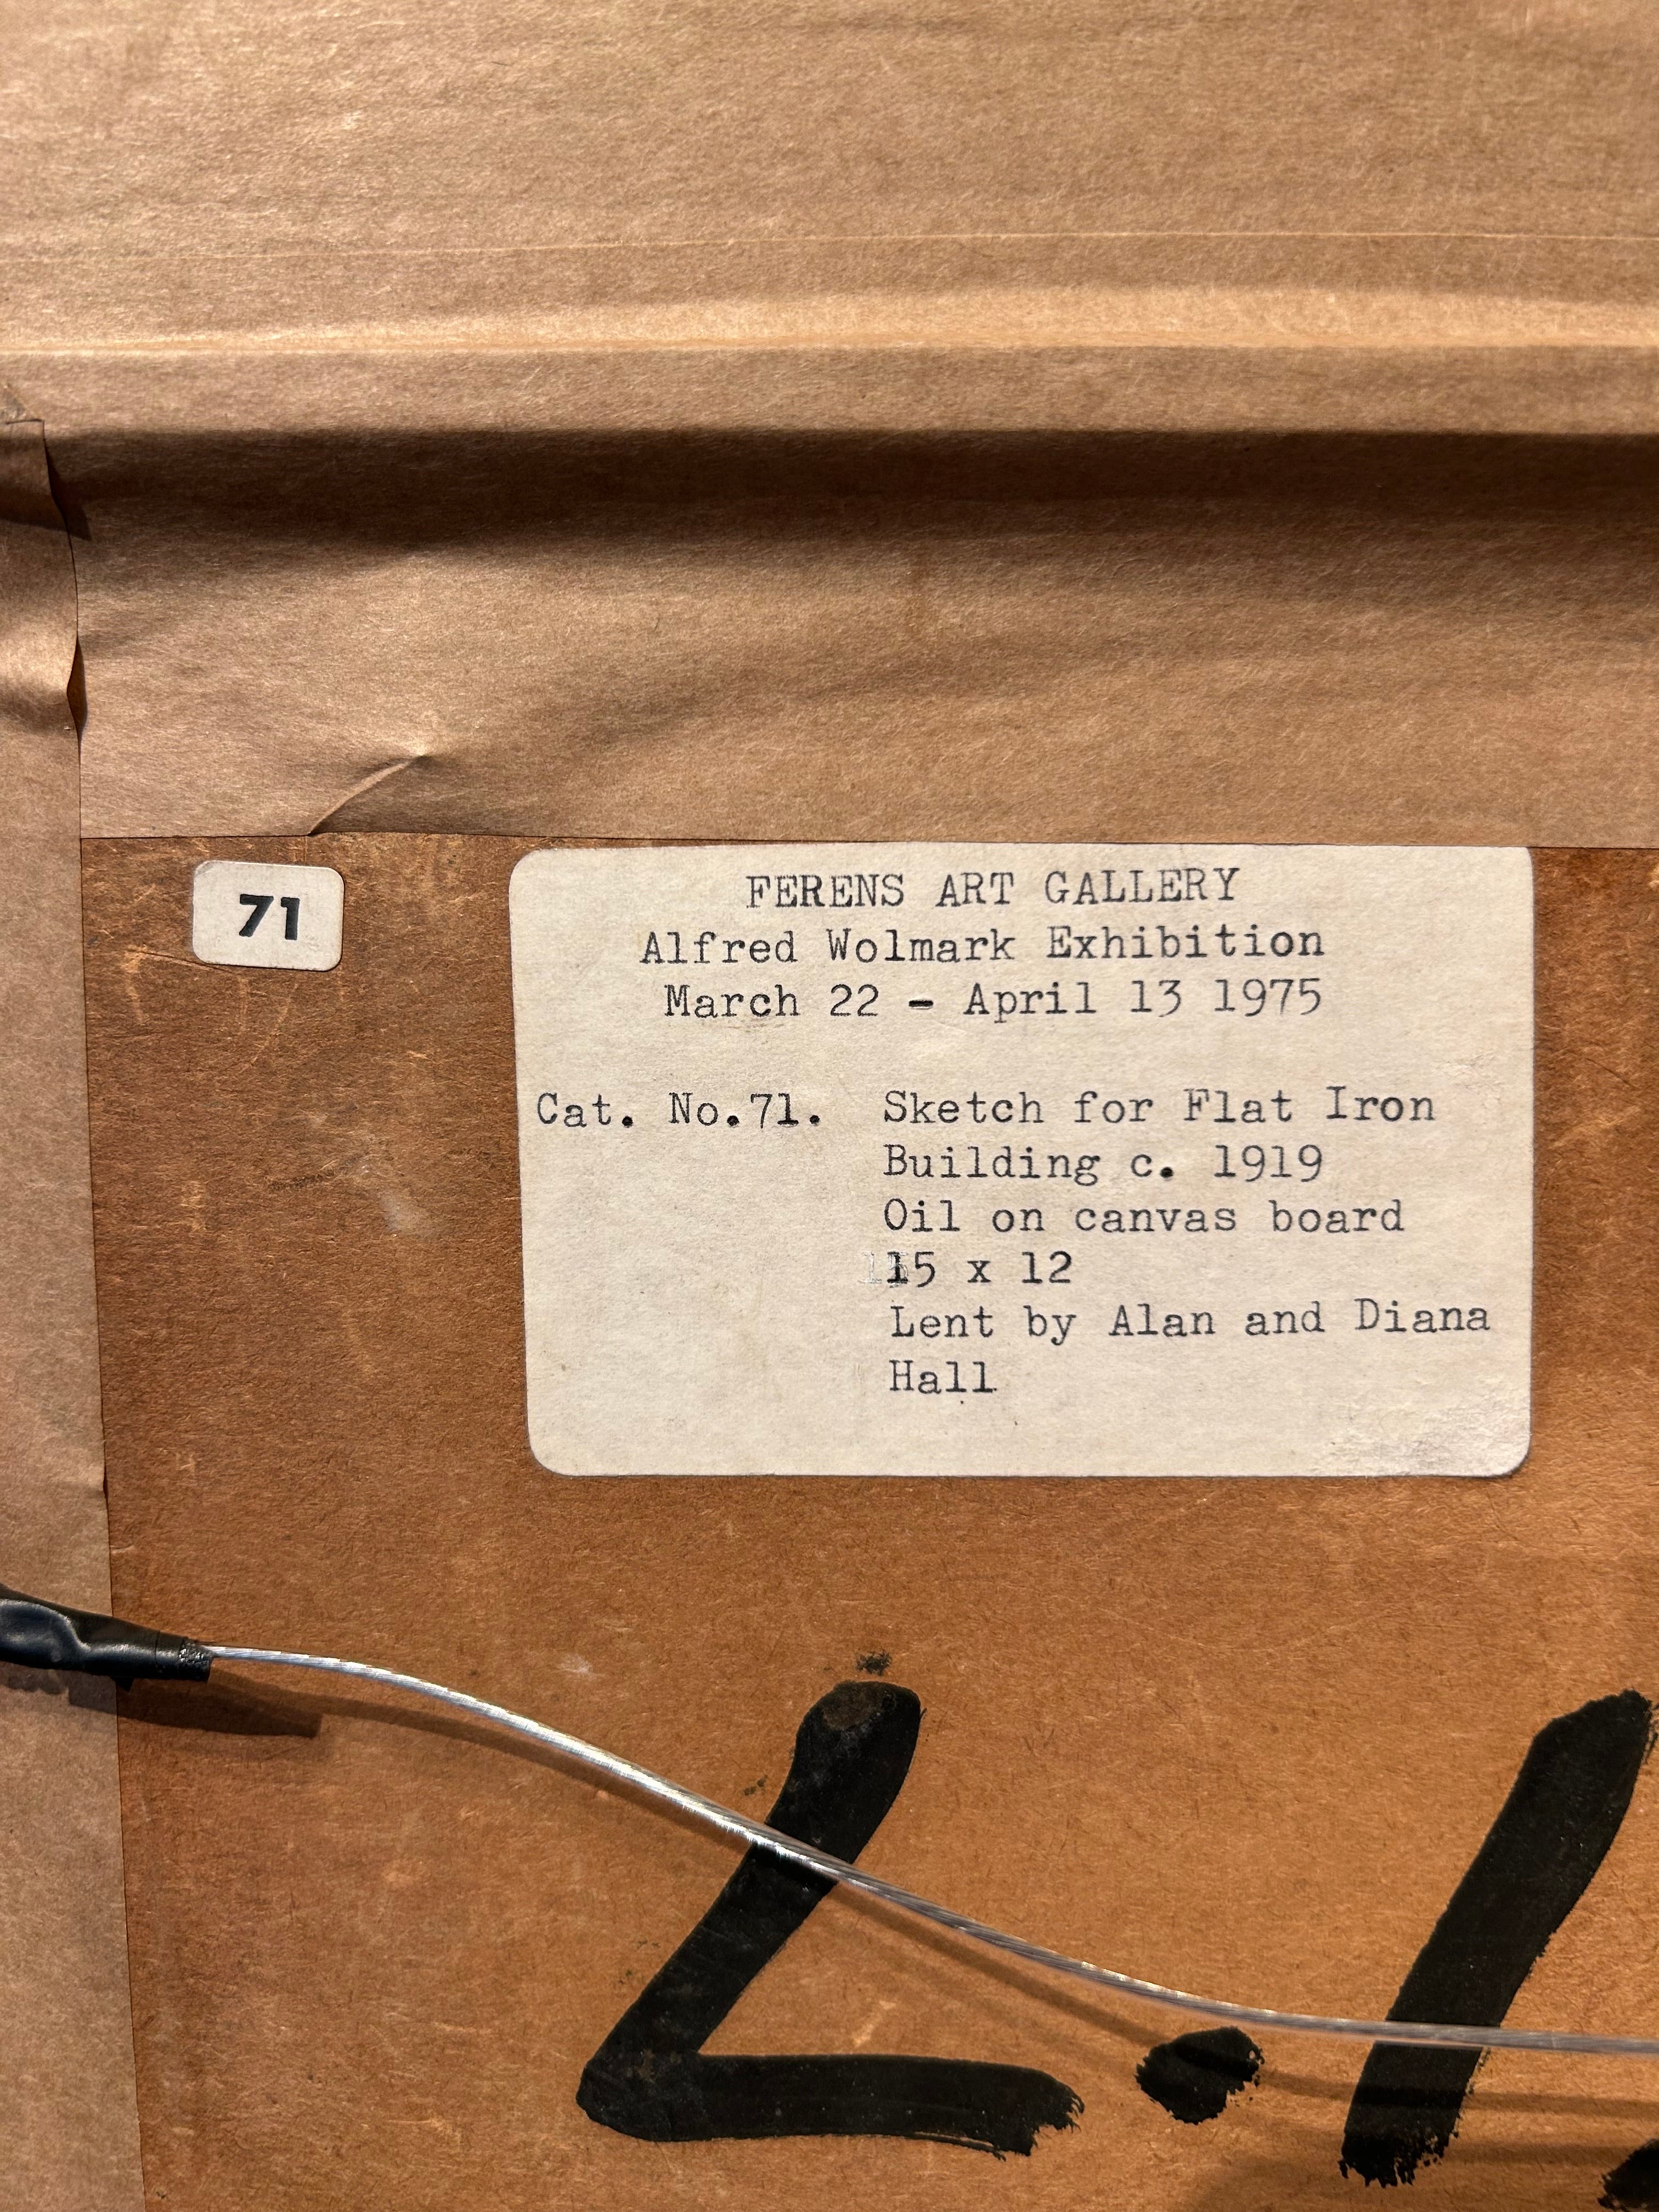 71
FERENS ART GALLERY
Alfred Wolmark Exhibition
March 22 - April 13 1975
Cat. No.71. Sketch for Flat Iron
Building c. 1919
Oil on canvas board
15 x 12
Lent by Alan and Diana
Hall
L.